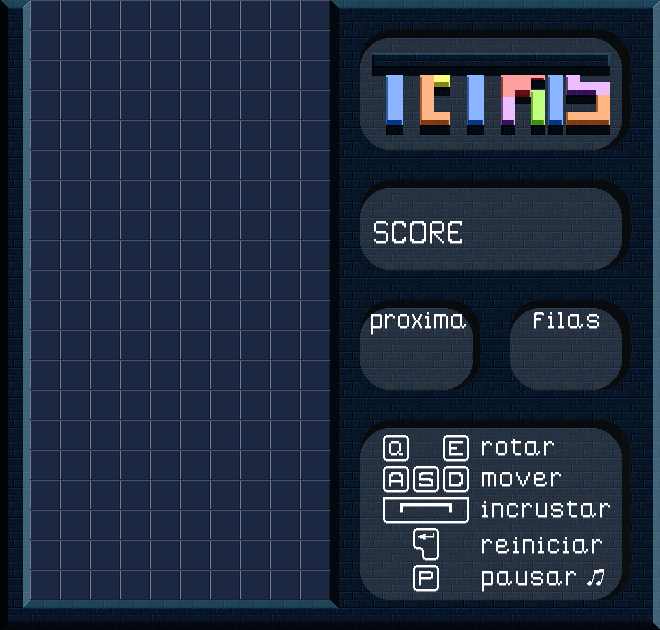 TETRIS
SCORE
proxima
filas
Q E rotar
A S D mover
incrustar
reiniciar
P pausar ♫